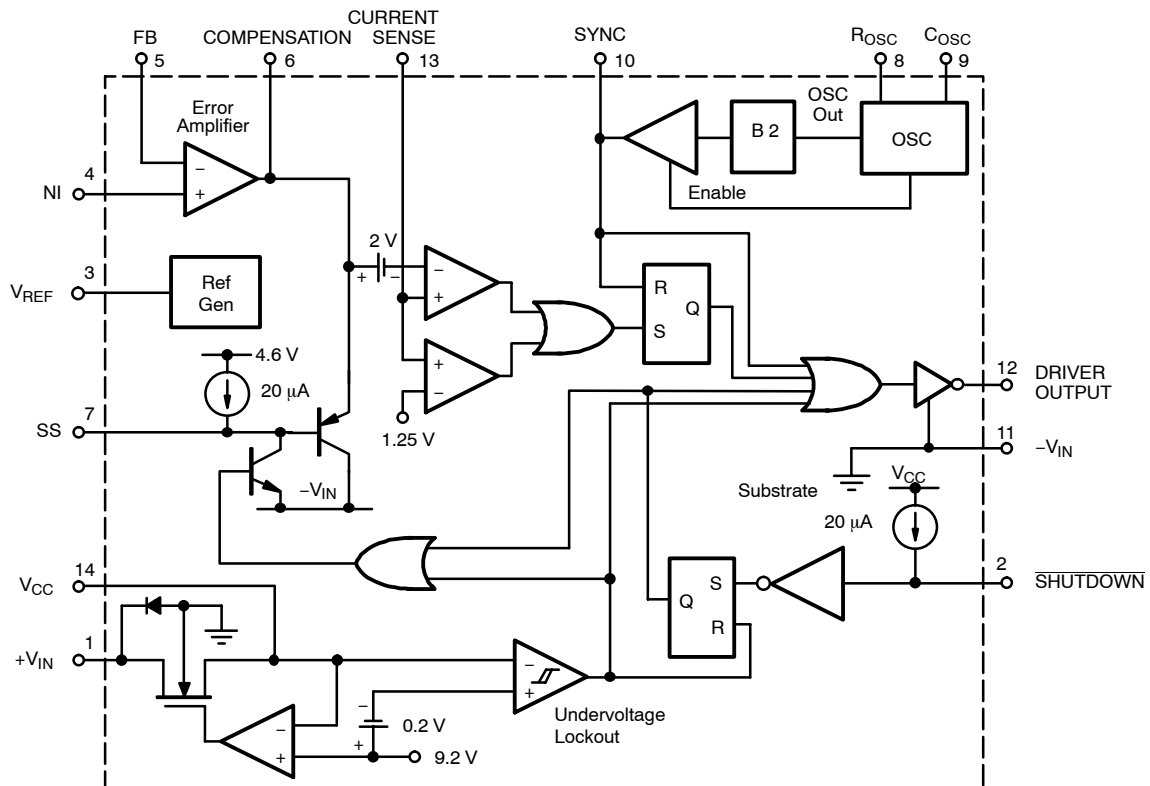 FB
5
COMPENSATION
6
CURRENT
SENSE
13
SYNC
10
ROSC
8
COSC
9
Error
Amplifier
OSC
Out
B 2
OSC
Enable
4
NI
−
+
2 V
+
−
−
+
3
VREF
Ref
Gen
R
Q
S
4.6 V
20 μA
+
−
7
SS
1.25 V
12
DRIVER
OUTPUT
11
−VIN
−VIN
Substrate
VCC
20 μA
2
SHUTDOWN
14
VCC
S
Q
R
1
+VIN
−
+
Undervoltage
Lockout
−
0.2 V
+
−
+
9.2 V